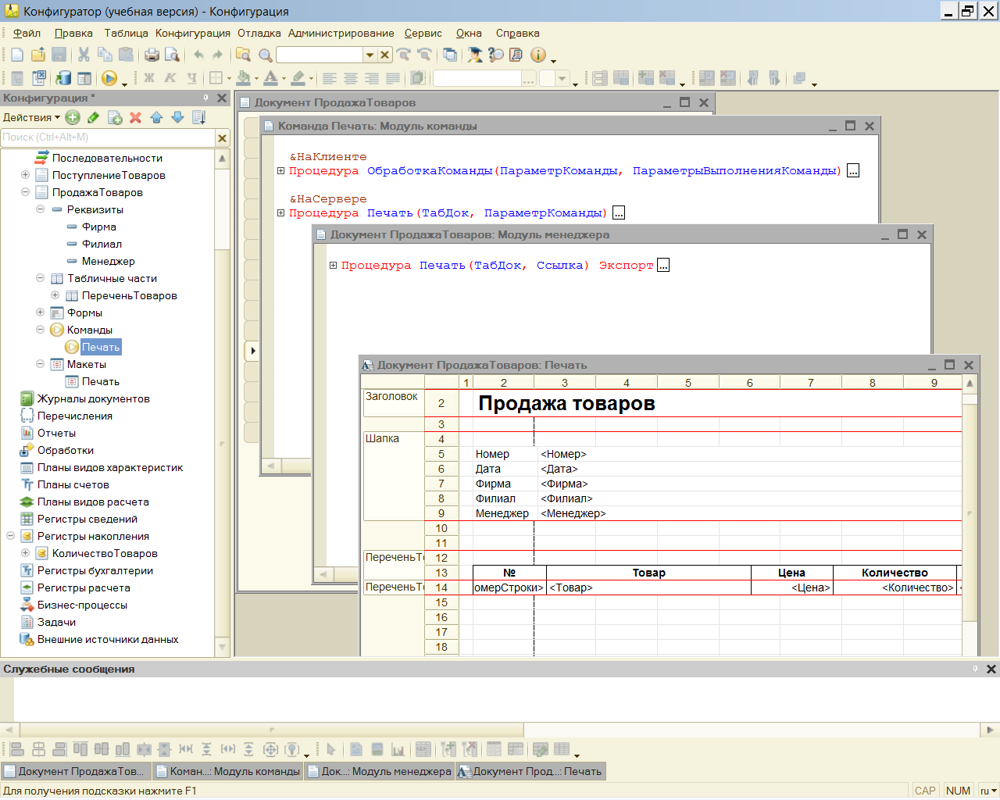 Конфигуратор (учебная версия) - Конфигурация
Файл Правка Таблица Конфигурация Отладка Администрирование Сервис Окна Справка
Ж К Ч
Конфигурация *
Действия
Поиск (Ctrl+Alt+M)
Последовательности
ПоступлениеТоваров
ПродажаТоваров
Реквизиты
Фирма
Филиал
Менеджер
Табличные части
ПереченьТоваров
Формы
Команды
Печать
Макеты
Печать
Журналы документов
Перечисления
Отчеты
Обработки
Планы видов характеристик
Планы счетов
Планы видов расчета
Регистры сведений
Регистры накопления
КоличествоТоваров
Регистры бухгалтерии
Регистры расчета
Бизнес-процессы
Задачи
Внешние источники данных
Документ ПродажаТоваров
Команда Печать: Модуль команды
&НаКлиенте
Процедура ОбработкаКоманды(ПараметрКоманды, ПараметрыВыполненияКоманды) ...
&НаСервере
Процедура Печать(ТабДок, ПараметрКоманды) ...
Документ ПродажаТоваров: Модуль менеджера
Процедура Печать(ТабДок, Ссылка) Экспорт ...
Документ ПродажаТоваров: Печать
1 2 3 4 5 6 7 8 9
Заголовок 2 Продажа товаров
3
Шапка 4
5 Номер <Номер>
6 Дата <Дата>
7 Фирма <Фирма>
8 Филиал <Филиал>
9 Менеджер <Менеджер>
10
11
ПереченьТо 12
13 № Товар Цена Количество
ПереченьТо 14 омерСтроки> <Товар> <Цена> <Количество> <
15
16
17
18
Служебные сообщения
Документ ПродажаТов... Коман...: Модуль команды Док...: Модуль менеджера Документ Прод...: Печать
Для получения подсказки нажмите F1 CAP NUM ru